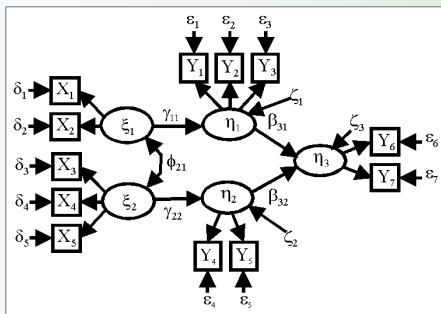 ε₁ ε₂ ε₃
Y₁ Y₂ Y₃
δ₁ X₁
ζ₁
δ₂ X₂
ξ₁ γ₁₁ η₁ β₃₁
ζ₃
δ₃ X₃
ϕ₂₁
η₃
Y₆ ε₆
δ₄ X₄
ξ₂ γ₂₂ η₂ β₃₂
Y₇ ε₇
δ₅ X₅
ζ₂
Y₄ Y₅
ε₄ ε₅